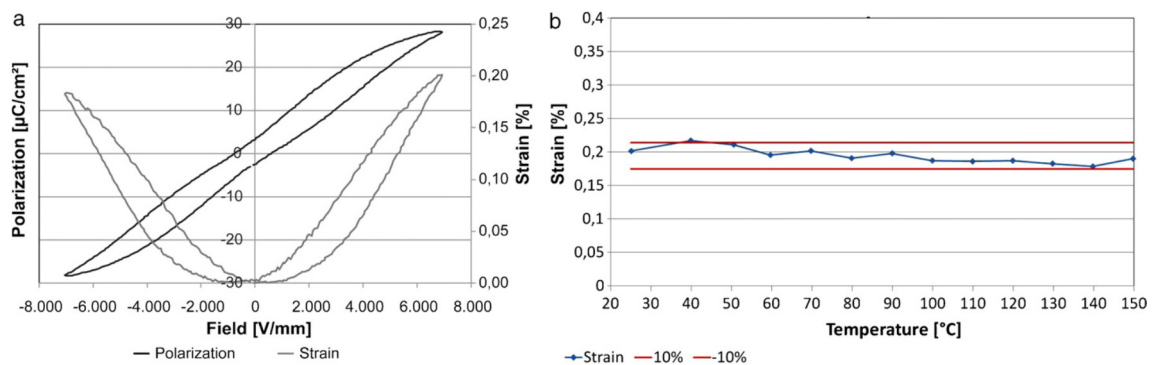 a
Polarization [µC/cm²]
30
20
10
0
-10
-20
-30
0,25
0,20
0,15
0,10
0,05
0,00
Strain [%]
-8.000 -6.000 -4.000 -2.000 0 2.000 4.000 6.000 8.000
Field [V/mm]
Polarization Strain
b
Strain [%]
0,4
0,35
0,3
0,25
0,2
0,15
0,1
0,05
0
20 30 40 50 60 70 80 90 100 110 120 130 140 150
Temperature [°C]
Strain 10% -10%